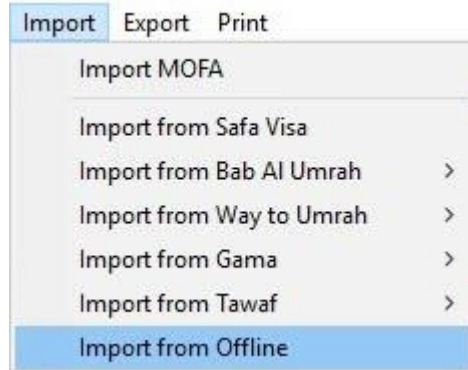 Import Export Print
Import MOFA
Import from Safa Visa
Import from Bab Al Umrah
Import from Way to Umrah
Import from Gama
Import from Tawaf
Import from Offline